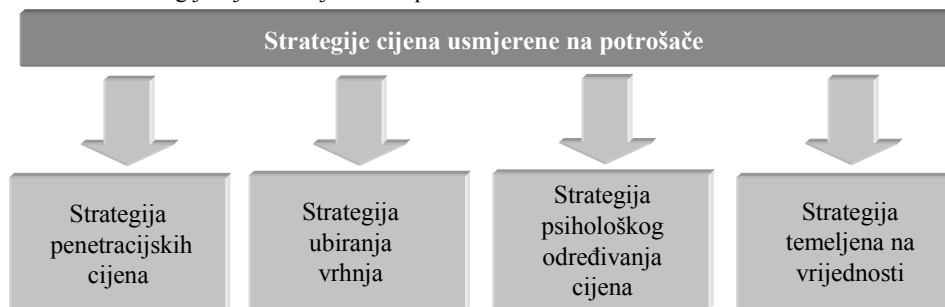 Strategije cijena usmjerene na potrošače
Strategija
penetracijskih
cijena
Strategija
ubiranja
vrhnja
Strategija
psihološkog
određivanja
cijena
Strategija
temeljena na
vrijednosti